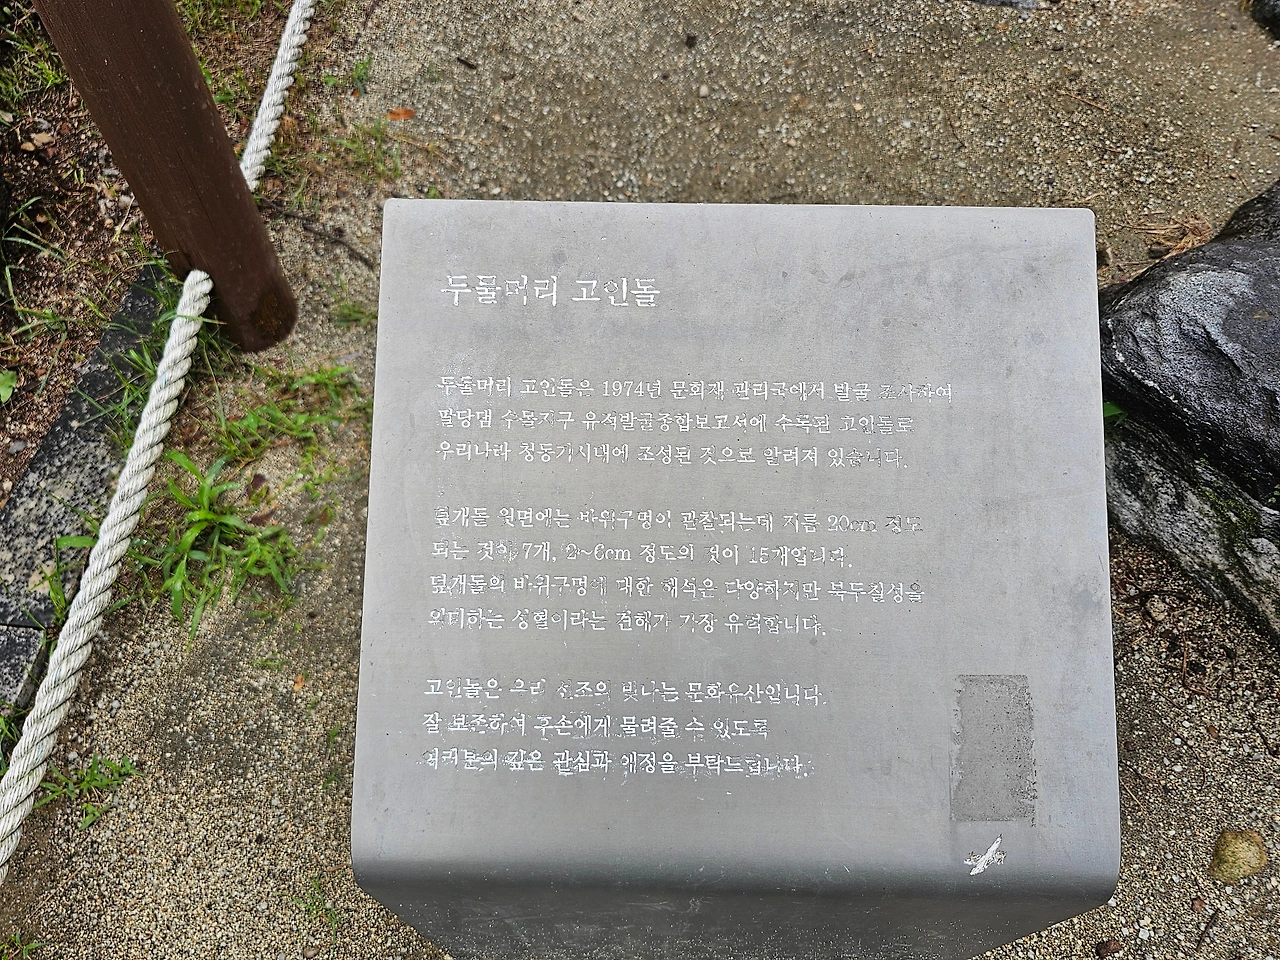 두물머리 고인돌
두물머리 고인돌은 1974년 문화재 관리국에서 발굴 조사하여
팔당댐 수몰지구 유적발굴종합보고서에 수록된 고인돌로
우리나라 청동기시대에 조성된 것으로 알려져 있습니다.
덮개돌 윗면에는 바위구멍이 관찰되는데 지름 20cm 정도
되는 것이 7개, 2~6cm 정도의 것이 15개입니다.
덮개돌의 바위구멍에 대한 해석은 다양하지만 북두칠성을
의미하는 성혈이라는 견해가 가장 유력합니다.
고인돌은 우리 선조의 빛나는 문화유산입니다.
잘 보존하여 후손에게 물려줄 수 있도록
여러분의 깊은 관심과 애정을 부탁드립니다.